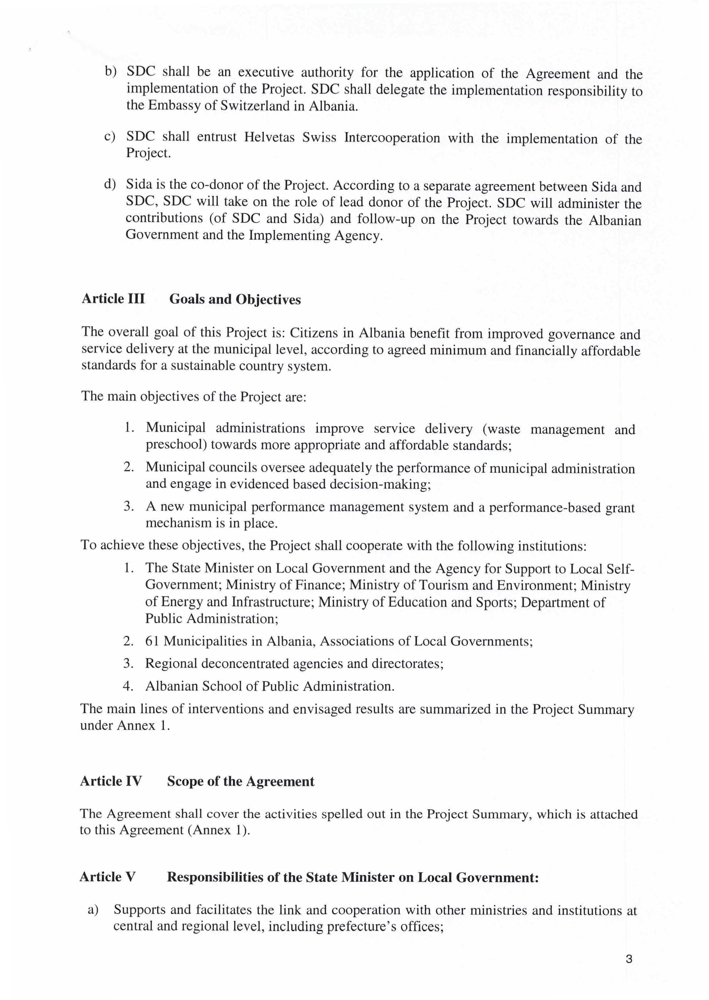 b) SDC shall be an executive authority for the application of the Agreement and the
implementation of the Project. SDC shall delegate the implementation responsibility to
the Embassy of Switzerland in Albania.
c) SDC shall entrust Helvetas Swiss Intercooperation with the implementation of the
Project.
d) Sida is the co-donor of the Project. According to a separate agreement between Sida and
SDC, SDC will take on the role of lead donor of the Project. SDC will administer the
contributions (of SDC and Sida) and follow-up on the Project towards the Albanian
Government and the Implementing Agency.
Article III Goals and Objectives
The overall goal of this Project is: Citizens in Albania benefit from improved governance and
service delivery at the municipal level, according to agreed minimum and financially affordable
standards for a sustainable country system.
The main objectives of the Project are:
1. Municipal administrations improve service delivery (waste management and
preschool) towards more appropriate and affordable standards;
2. Municipal councils oversee adequately the performance of municipal administration
and engage in evidenced based decision-making;
3. A new municipal performance management system and a performance-based grant
mechanism is in place.
To achieve these objectives, the Project shall cooperate with the following institutions:
1. The State Minister on Local Government and the Agency for Support to Local Self-
Government; Ministry of Finance; Ministry of Tourism and Environment; Ministry
of Energy and Infrastructure; Ministry of Education and Sports; Department of
Public Administration;
2. 61 Municipalities in Albania, Associations of Local Governments;
3. Regional deconcentrated agencies and directorates;
4. Albanian School of Public Administration.
The main lines of interventions and envisaged results are summarized in the Project Summary
under Annex 1.
Article IV Scope of the Agreement
The Agreement shall cover the activities spelled out in the Project Summary, which is attached
to this Agreement (Annex 1).
Article V Responsibilities of the State Minister on Local Government:
a) Supports and facilitates the link and cooperation with other ministries and institutions at
central and regional level, including prefecture's offices;
3